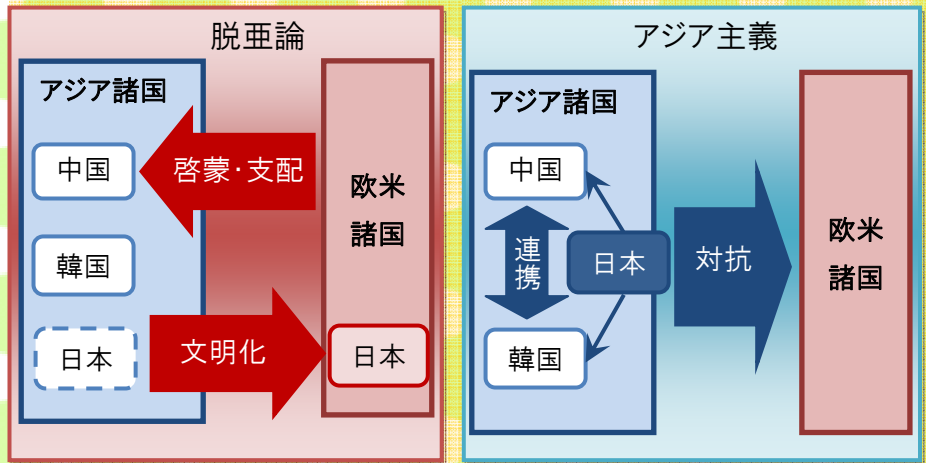 脱亜論
アジア諸国
中国
韓国
日本
啓蒙・支配
文明化
欧米
諸国
日本
アジア主義
アジア諸国
中国
連携
日本
韓国
対抗
欧米
諸国